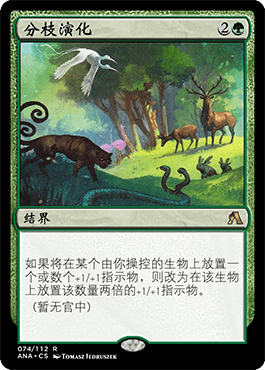 分枝演化 2
结界
如果将在某个由你操控的生物上放置一
个或数个+1/+1指示物，则改为在该生
物上放置该数量两倍的+1/+1指示物。
（暂无官中）
074/112 R
ANA • CS TOMASZ JEDRUSZEK